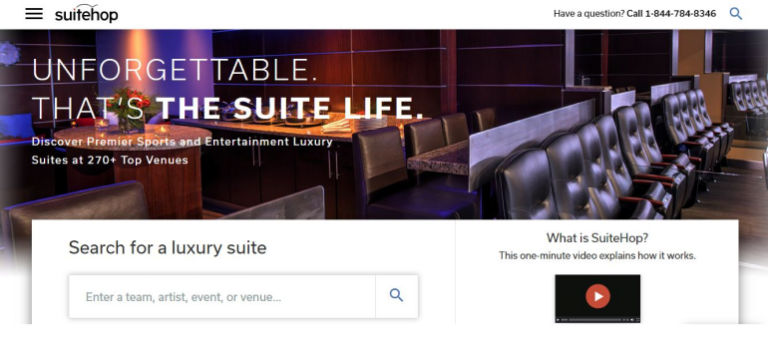 suitehop
Have a question? Call 1-844-784-8346
UNFORGETTABLE.
THAT'S THE SUITE LIFE.
Discover Premier Sports and Entertainment Luxury
Suites at 270+ Top Venues
Search for a luxury suite
What is SuiteHop?
This one-minute video explains how it works.
Enter a team, artist, event, or venue...